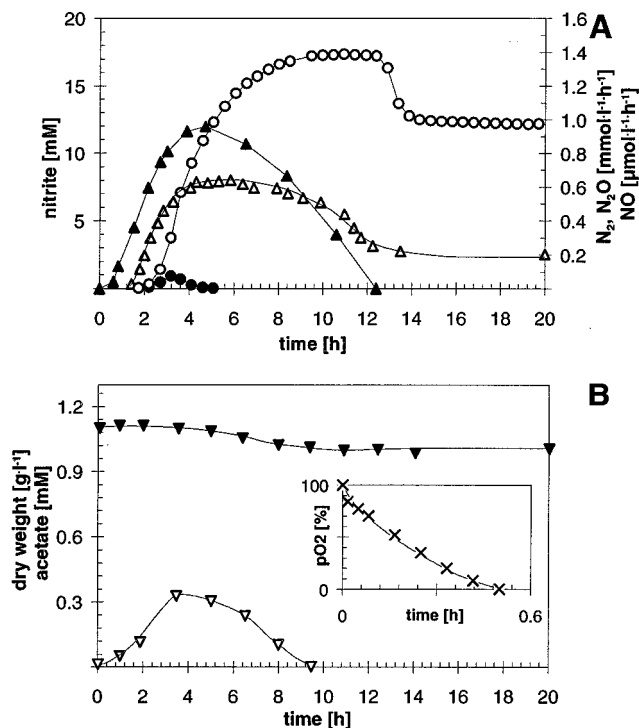 A
20
15
10
5
nitrite [mM]
1.6
1.4
1.2
1.0
0.8
0.6
0.4
0.2
N₂, N₂O [mmol·l⁻¹·h⁻¹]
NO [µmol·l⁻¹·h⁻¹]
0 2 4 6 8 10 12 14 16 18 20
time [h]
B
1.2
0.9
0.6
0.3
dry weight [g·l⁻¹]
acetate [mM]
100
0
pO2 [%]
0 0.6
time [h]
0 2 4 6 8 10 12 14 16 18 20
time [h]